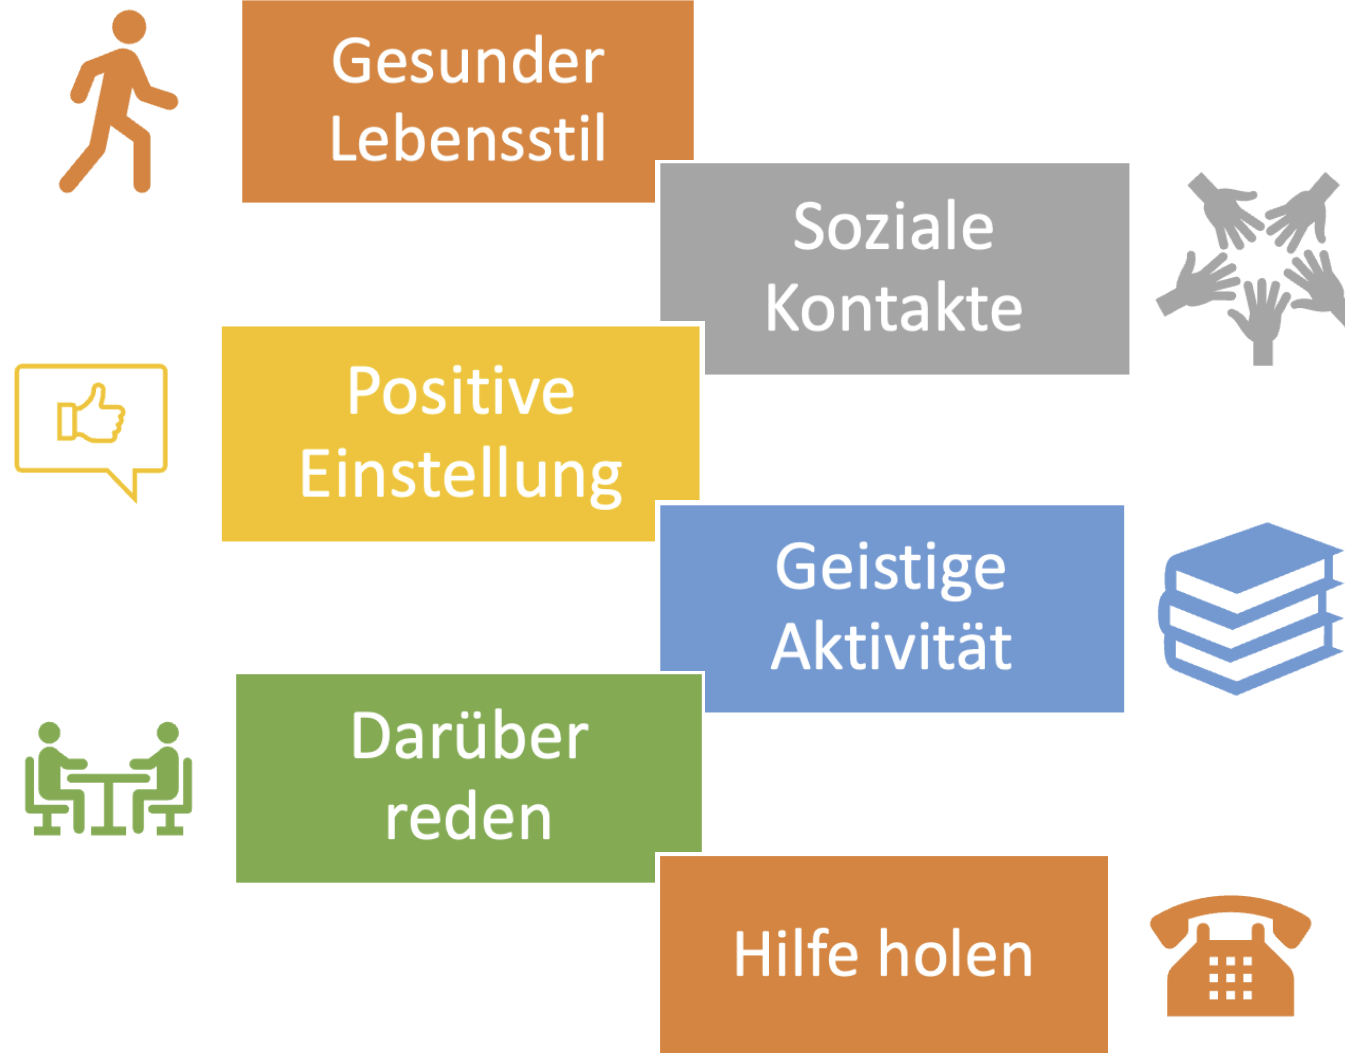 Gesunder
Lebensstil
Soziale
Kontakte
Positive
Einstellung
Geistige
Aktivität
Darüber
reden
Hilfe holen